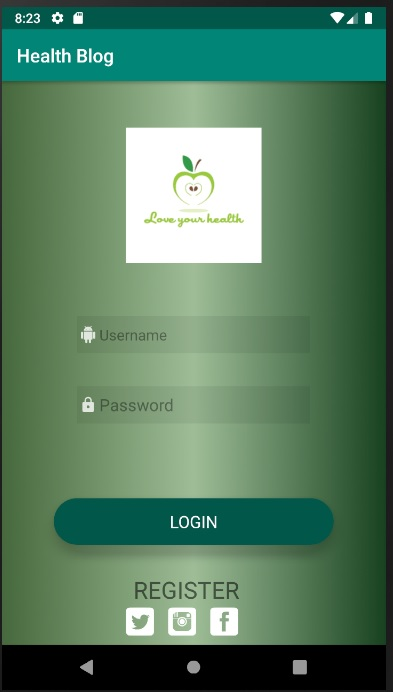 8:23
Health Blog
Love your health
Username
Password
LOGIN
REGISTER